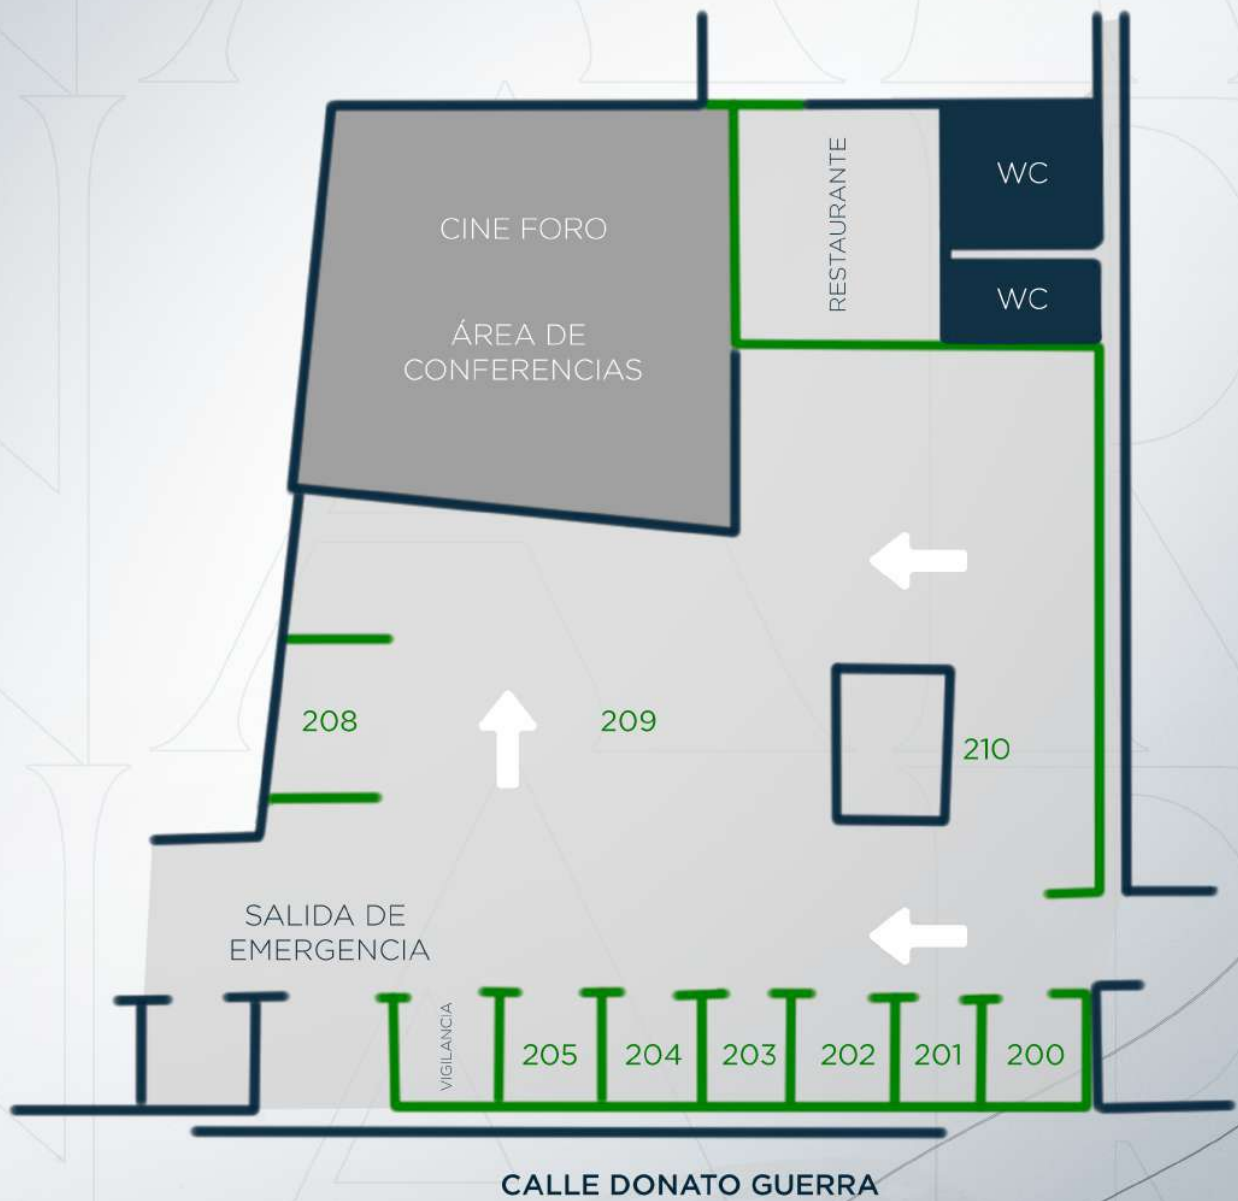 CINE FORO
ÁREA DE
CONFERENCIAS
RESTAURANTE
WC
WC
208
209
210
SALIDA DE
EMERGENCIA
VIGILANCIA
205
204
203
202
201
200
CALLE DONATO GUERRA